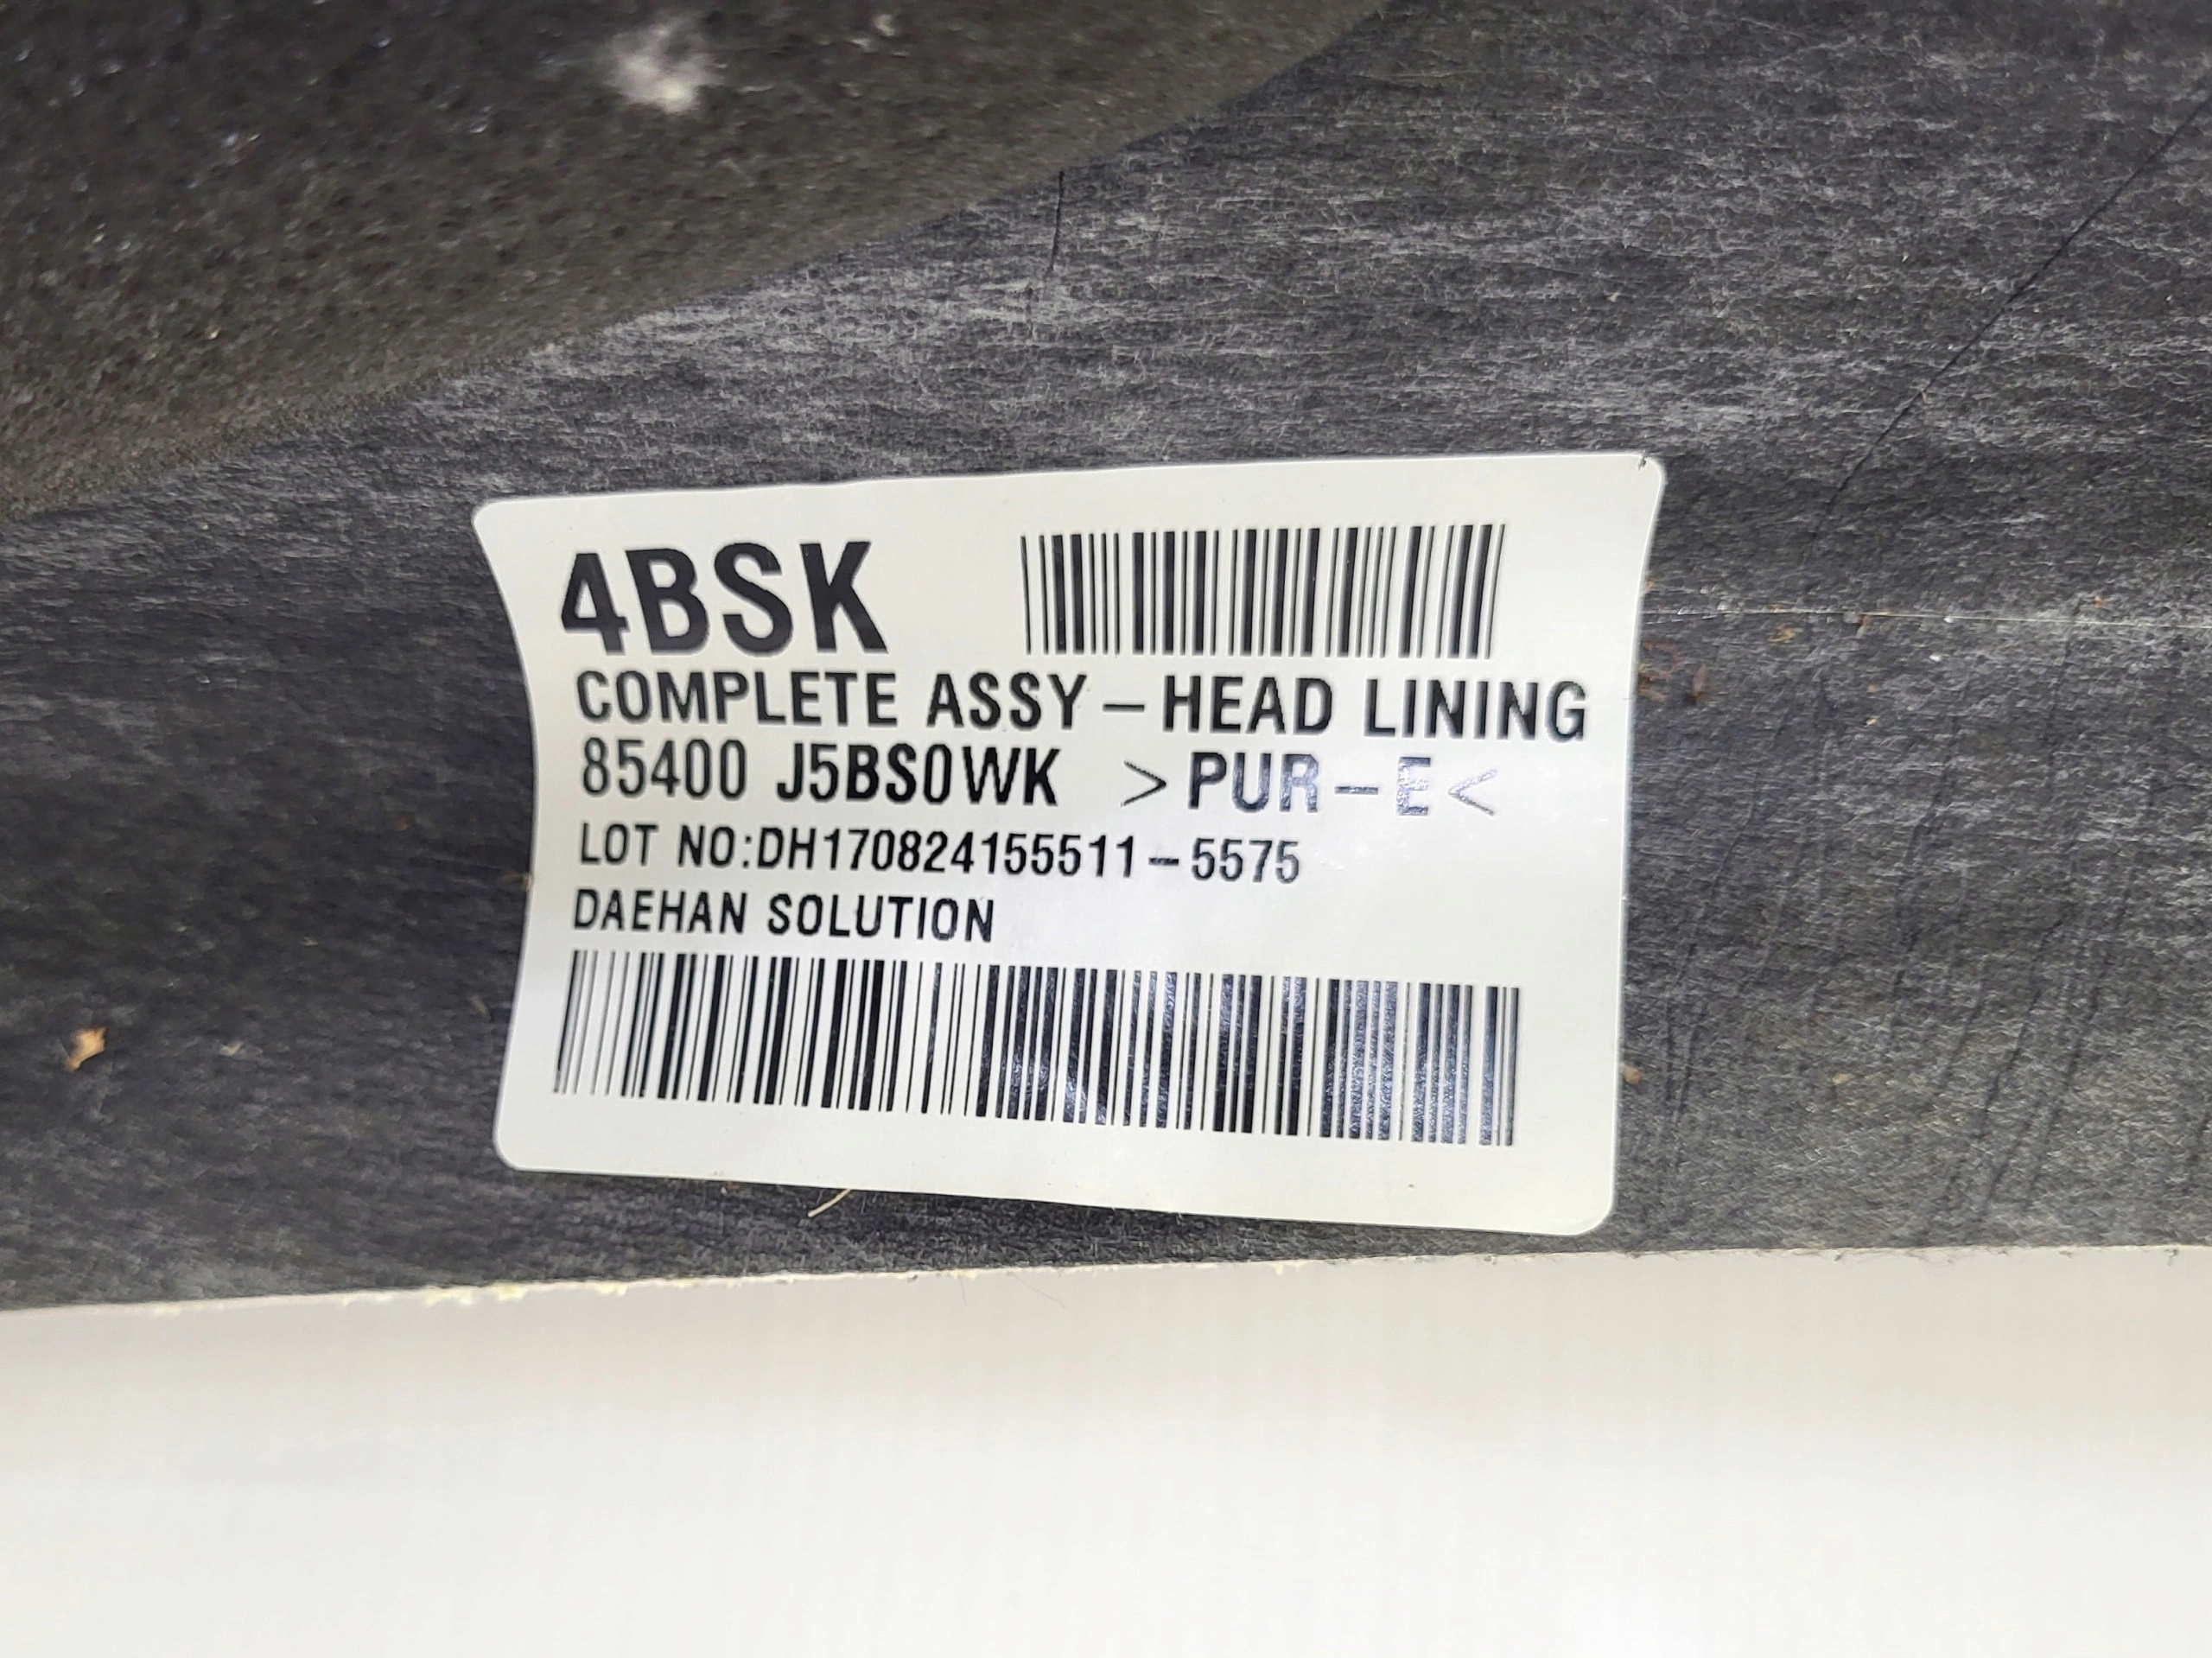 4BSK
COMPLETE ASSY-HEAD LINING
85400 J5BS0WK >PUR-E<
LOT NO:DH170824155511-5575
DAEHAN SOLUTION